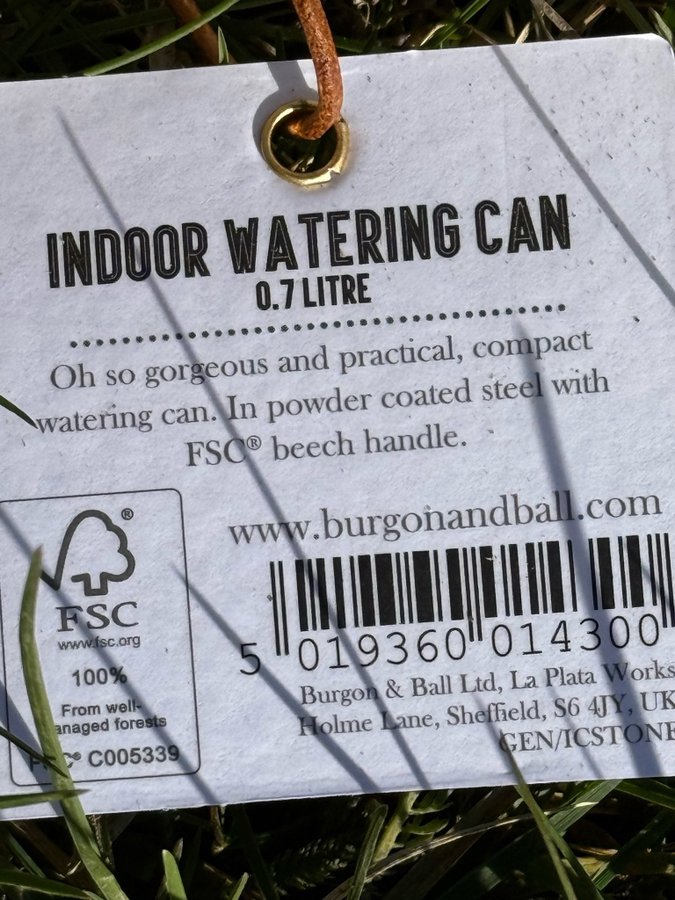 INDOOR WATERING CAN
0.7 LITRE
Oh so gorgeous and practical, compact
watering can. In powder coated steel with
FSC® beech handle.
www.burgonandball.com
®
FSC
www.fsc.org
100%
From well-
managed forests
FSC® C005339
5 019360 014300
Burgon & Ball Ltd, La Plata Works
Holme Lane, Sheffield, S6 4JY, UK
GEN/ICSTONE